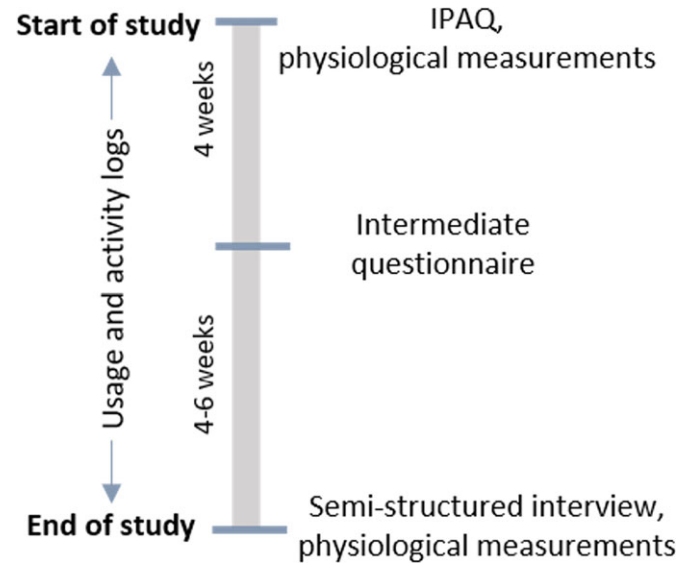 Start of study
IPAQ,
physiological measurements
4 weeks
Usage and activity logs
Intermediate
questionnaire
4-6 weeks
End of study
Semi-structured interview,
physiological measurements